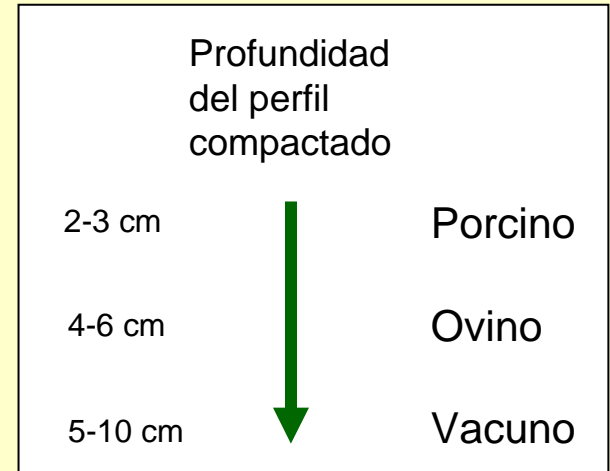 Profundidad
del perfil
compactado
2-3 cm Porcino
4-6 cm Ovino
5-10 cm Vacuno